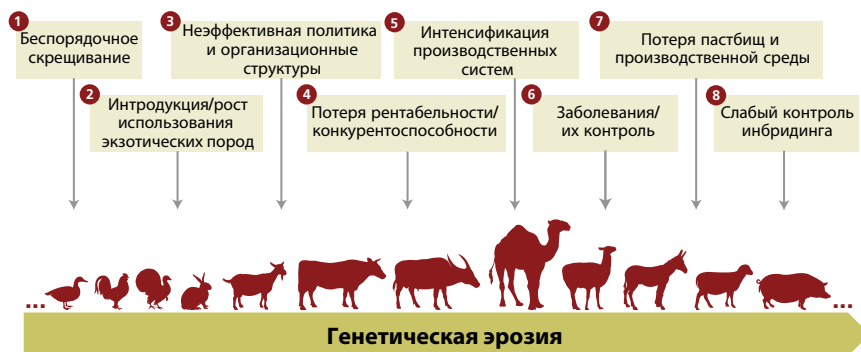 1
Беспорядочное
скрещивание
2
Интродукция/рост
использования
экзотических пород
3
Неэффективная политика
и организационные
структуры
4
Потеря рентабельности/
конкурентоспособности
5
Интенсификация
производственных
систем
6
Заболевания/
их контроль
7
Потеря пастбищ и
производственной среды
8
Слабый контроль
инбридинга
...
...
Генетическая эрозия